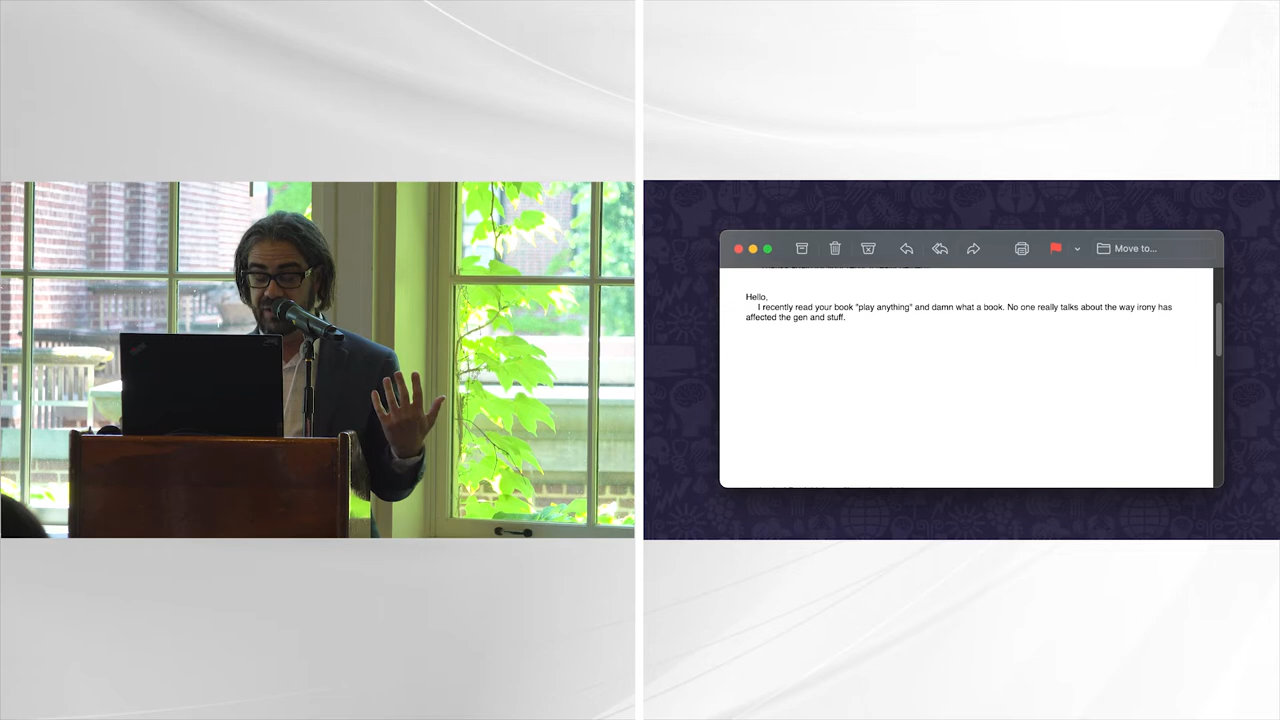 Move to...
Hello,
I recently read your book "play anything" and damn what a book. No one really talks about the way irony has
affected the gen and stuff.